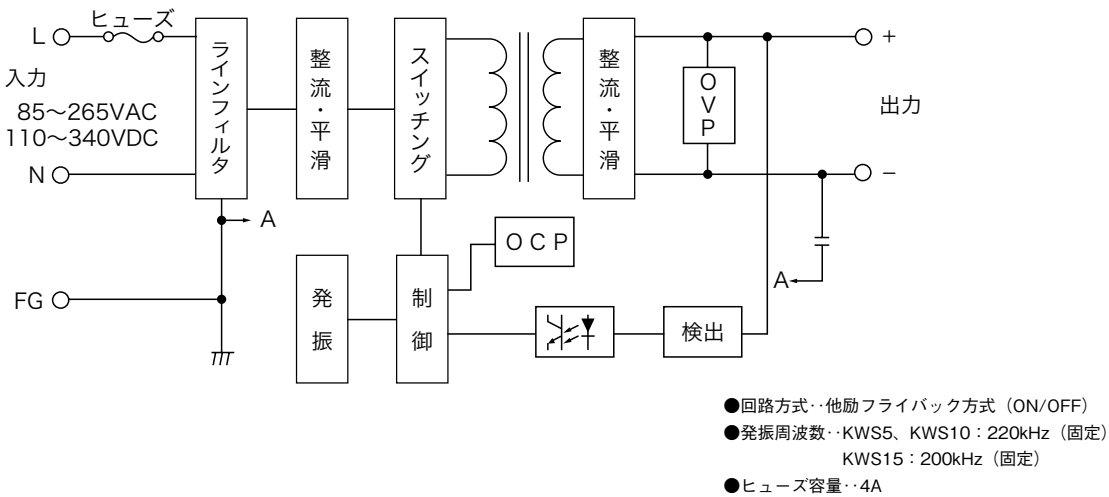 ヒューズ
L
入力
85～265VAC
110～340VDC
N
FG
ラインフィルタ
整流・平滑
スイッチング
整流・平滑
OVP
+
出力
−
A
A
OCP
発振
制御
検出
●回路方式‥他励フライバック方式（ON/OFF）
●発振周波数‥KWS5、KWS10：220kHz（固定）
KWS15：200kHz（固定）
●ヒューズ容量‥4A